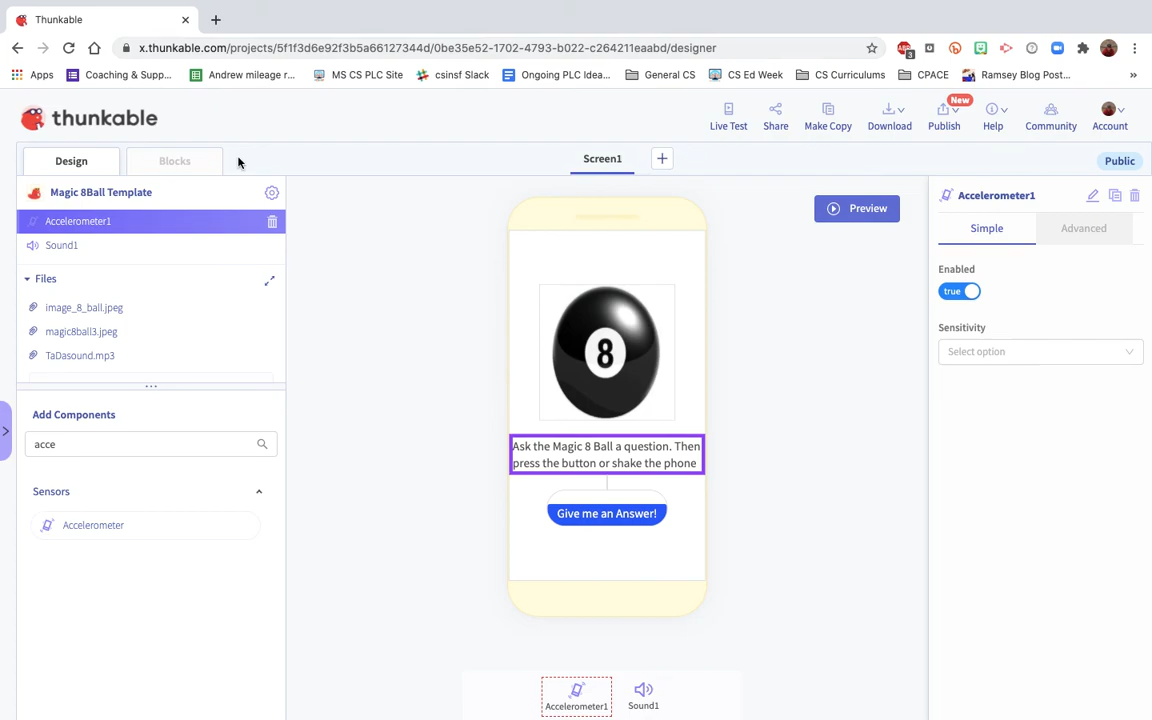 Thunkable
x.thunkable.com/projects/5f1f3d6e92f3b5a66127344d/0be35e52-1702-4793-b022-c264211eaabd/designer
ABP
3
Apps
Coaching & Supp...
Andrew mileage r...
MS CS PLC Site
csinsf Slack
Ongoing PLC Idea...
General CS
CS Ed Week
CS Curriculums
CPACE
Ramsey Blog Post...
»
thunkable
New
Live Test
Share
Make Copy
Download
Publish
Help
Community
Account
Design
Blocks
Screen1
Public
Magic 8Ball Template
Accelerometer1
Sound1
Files
image_8_ball.jpeg
magic8ball3.jpeg
TaDasound.mp3
Add Components
acce
Sensors
Accelerometer
Preview
8
Ask the Magic 8 Ball a question. Then
press the button or shake the phone
Give me an Answer!
Accelerometer1
Sound1
Accelerometer1
Simple
Advanced
Enabled
true
Sensitivity
Select option